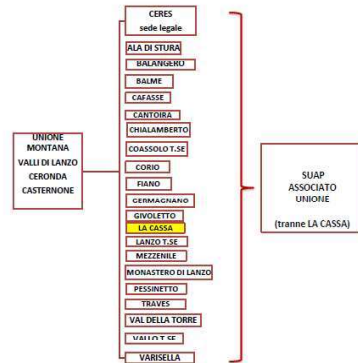 CERES
sede legale
ALA DI STURA
BALANGERO
BALME
CAFASSE
CANTOIRA
CHIALAMBERTO
COASSOLO T.SE
CORIO
FIANO
GERMAGNANO
GIVOLETTO
LA CASSA
LANZO T.SE
MEZZENILE
MONASTERO DI LANZO
PESSINETTO
TRAVES
VAL DELLA TORRE
VALLO T.SE
VARISELLA
UNIONE
MONTANA
VALLI DI LANZO
CERONDA
CASTERNONE
SUAP
ASSOCIATO
UNIONE
(tranne LA CASSA)